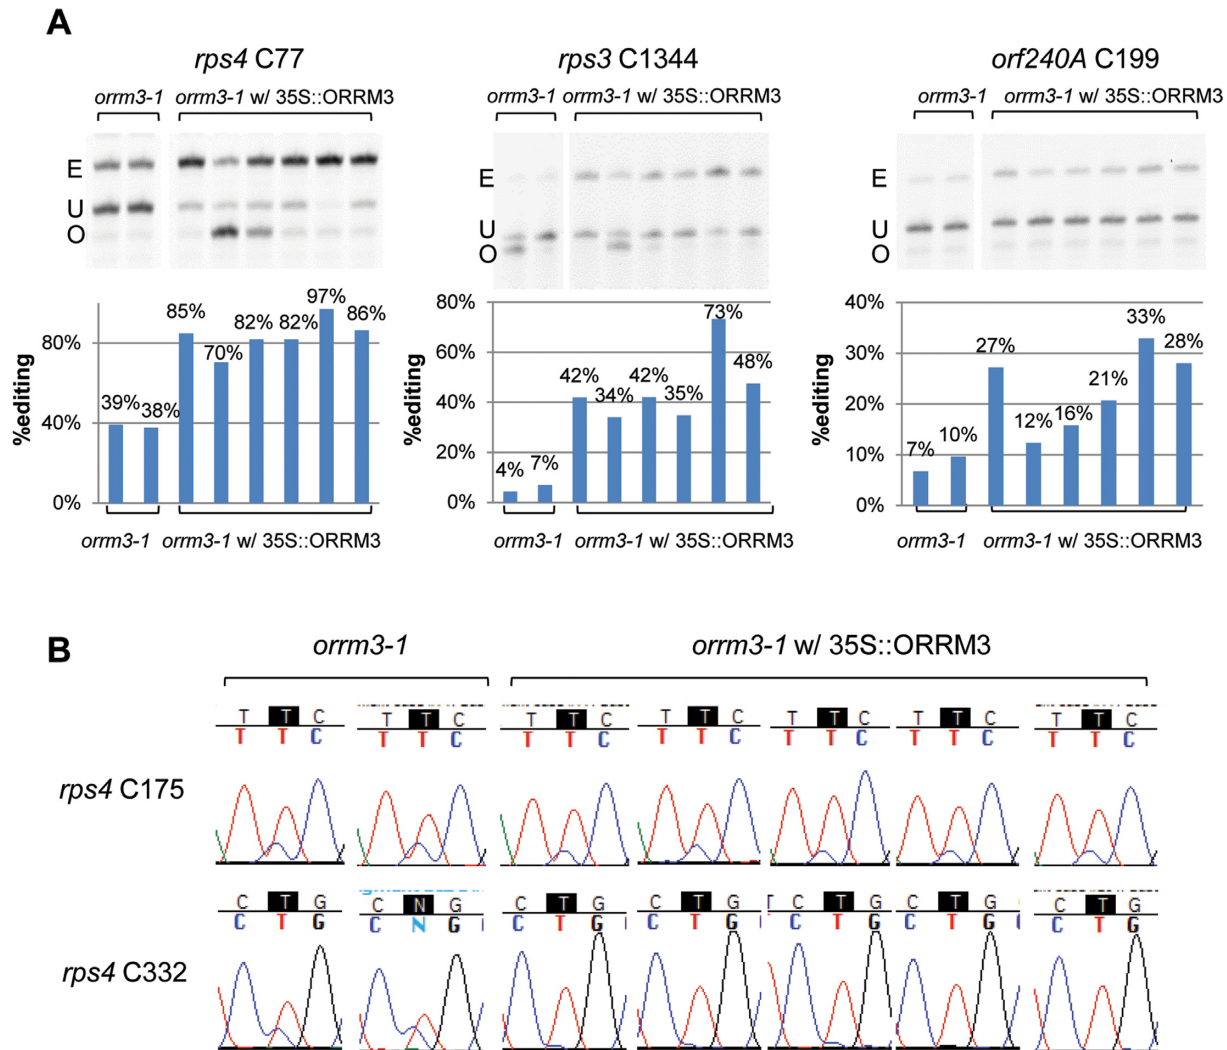 A
rps4 C77
rps3 C1344
orf240A C199
orrm3-1 orrm3-1 w/ 35S::ORRM3
orrm3-1 orrm3-1 w/ 35S::ORRM3
orrm3-1 orrm3-1 w/ 35S::ORRM3
E
U
O
E
U
O
E
U
O
%editing
80%
40%
0%
39% 38% 85% 70% 82% 82% 97% 86%
orrm3-1 orrm3-1 w/ 35S::ORRM3
%editing
80%
60%
40%
20%
0%
4% 7% 42% 34% 42% 35% 73% 48%
orrm3-1 orrm3-1 w/ 35S::ORRM3
%editing
40%
30%
20%
10%
0%
7% 10% 27% 12% 16% 21% 33% 28%
orrm3-1 orrm3-1 w/ 35S::ORRM3
B
orrm3-1
orrm3-1 w/ 35S::ORRM3
T T C T T C T T C T T C T T C T T C T T C
T T C T T C T T C T T C T T C T T C T T C
rps4 C175
C T G C N G C T G C T G T C T G C T G C T G
C T G C N G C T G C T G C T G C T G C T G
rps4 C332